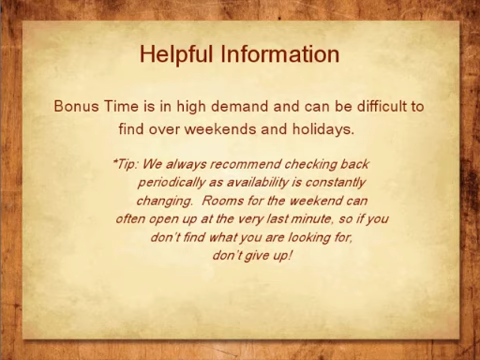 Helpful Information
Bonus Time is in high demand and can be difficult to
find over weekends and holidays.
*Tip: We always recommend checking back
periodically as availability is constantly
changing.  Rooms for the weekend can
often open up at the very last minute, so if you
don't find what you are looking for,
don't give up!